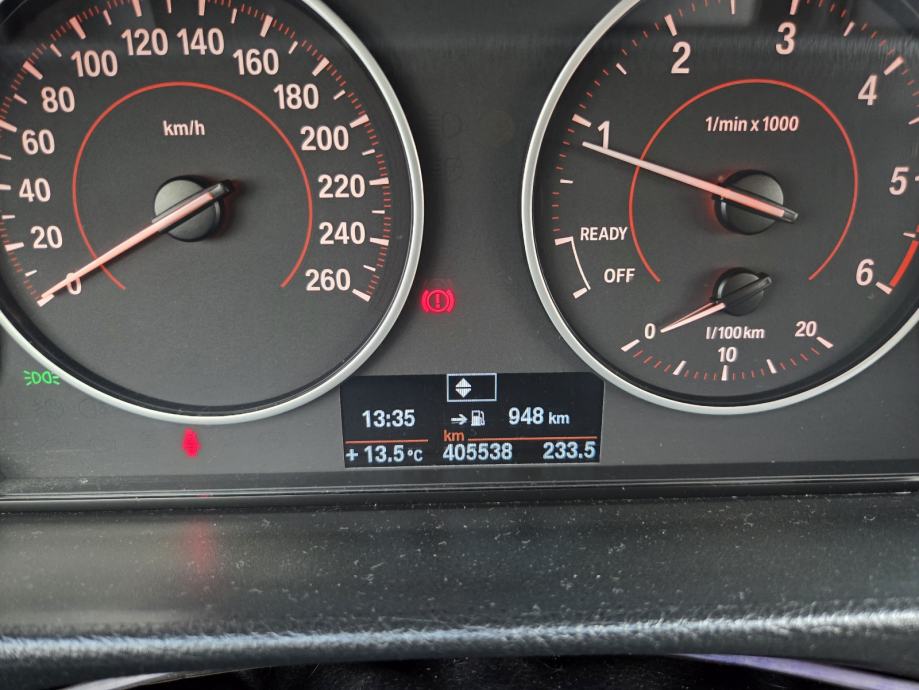 0 20 40 60 80 100 120 140 160 180 200 220 240 260
km/h
1 2 3 4 5 6
1/min x 1000
READY
OFF
0 10 20
l/100 km
13:35 948 km
km
+ 13.5 °C 405538 233.5